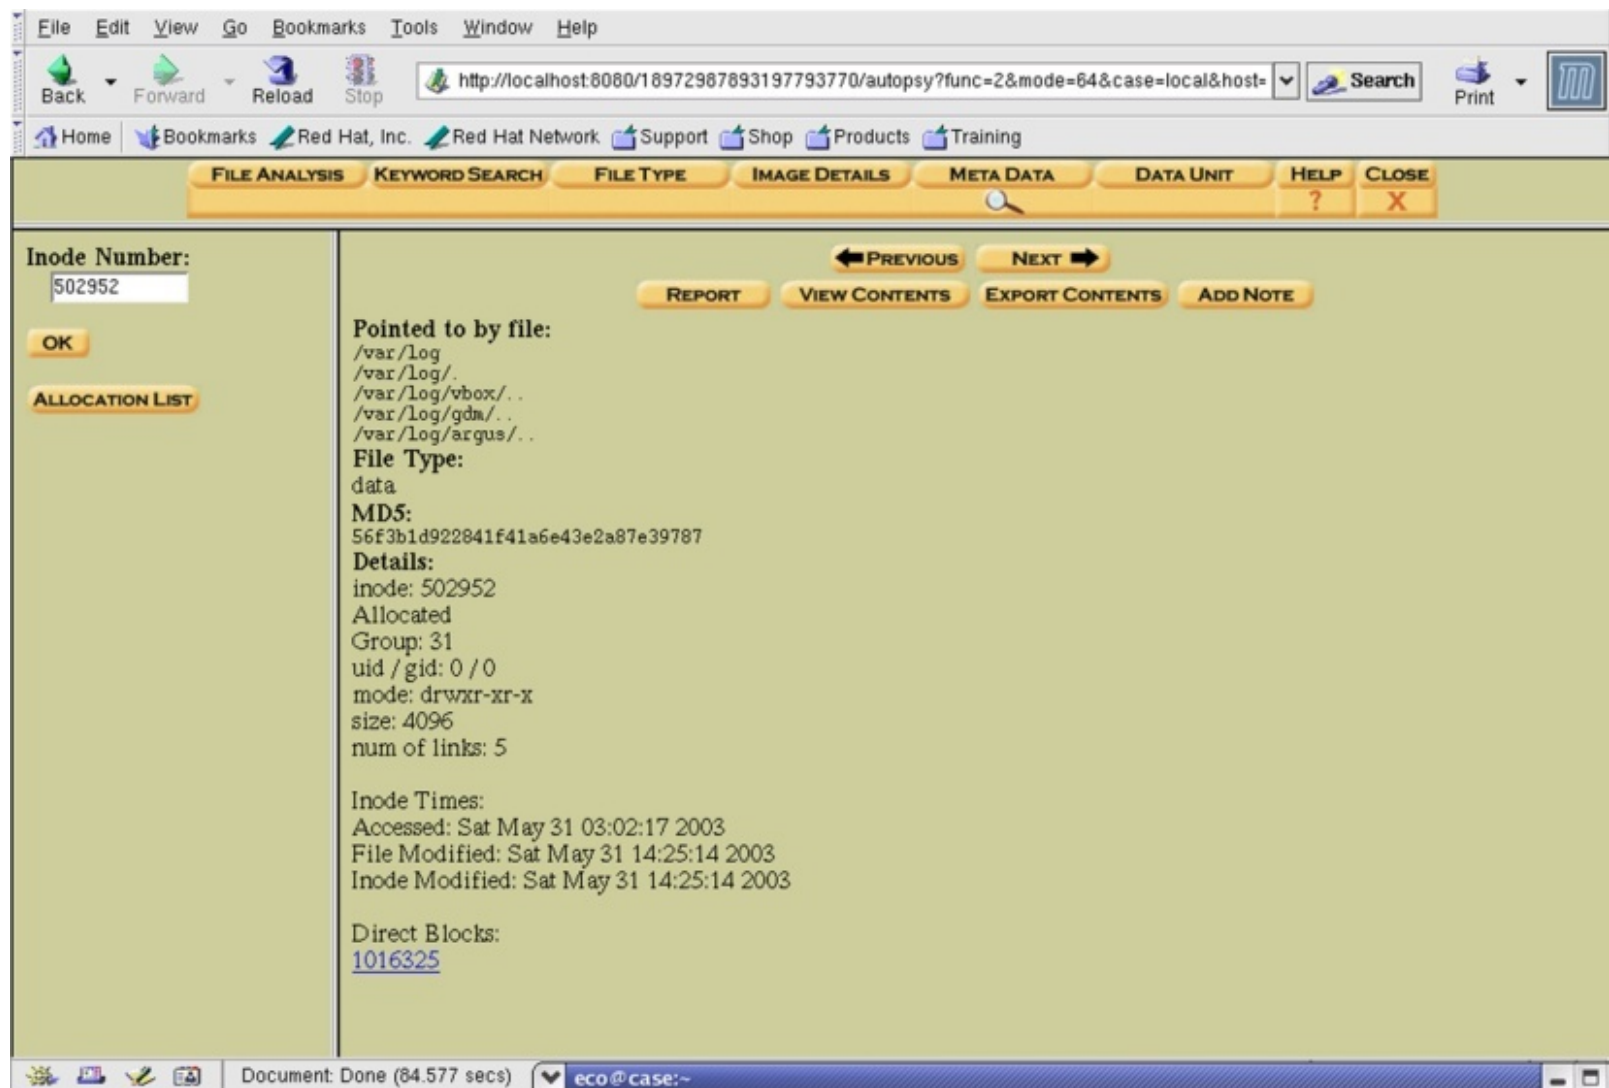 File Edit View Go Bookmarks Tools Window Help
Back Forward Reload Stop http://localhost:8080/18972987893197793770/autopsy?func=2&mode=64&case=local&host= Search Print
Home Bookmarks Red Hat, Inc. Red Hat Network Support Shop Products Training
FILE ANALYSIS KEYWORD SEARCH FILE TYPE IMAGE DETAILS META DATA DATA UNIT HELP CLOSE
? X
Inode Number:
502952
OK
ALLOCATION LIST
PREVIOUS NEXT
REPORT VIEW CONTENTS EXPORT CONTENTS ADD NOTE
Pointed to by file:
/var/log
/var/log/.
/var/log/vbox/..
/var/log/gdm/..
/var/log/argus/..
File Type:
data
MD5:
56f3b1d922841f41a6e43e2a87e39787
Details:
inode: 502952
Allocated
Group: 31
uid / gid: 0 / 0
mode: drwxr-xr-x
size: 4096
num of links: 5
Inode Times:
Accessed: Sat May 31 03:02:17 2003
File Modified: Sat May 31 14:25:14 2003
Inode Modified: Sat May 31 14:25:14 2003
Direct Blocks:
1016325
Document: Done (84.577 secs) eco@case:~